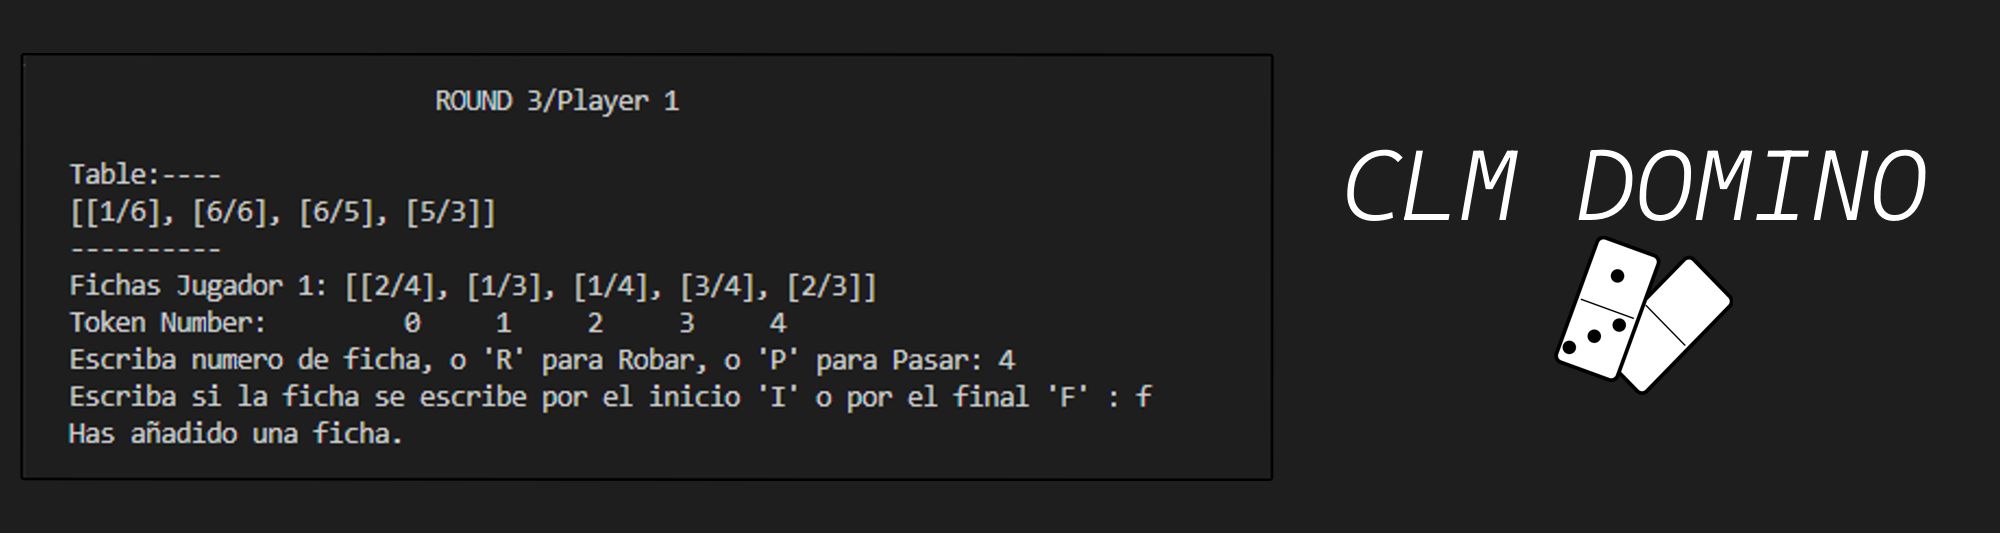 ROUND 3/Player 1
Table:----
[[1/6], [6/6], [6/5], [5/3]]
----------
Fichas Jugador 1: [[2/4], [1/3], [1/4], [3/4], [2/3]]
Token Number:         0     1     2     3     4
Escriba numero de ficha, o 'R' para Robar, o 'P' para Pasar: 4
Escriba si la ficha se escribe por el inicio 'I' o por el final 'F' : f
Has añadido una ficha.
CLM DOMINO